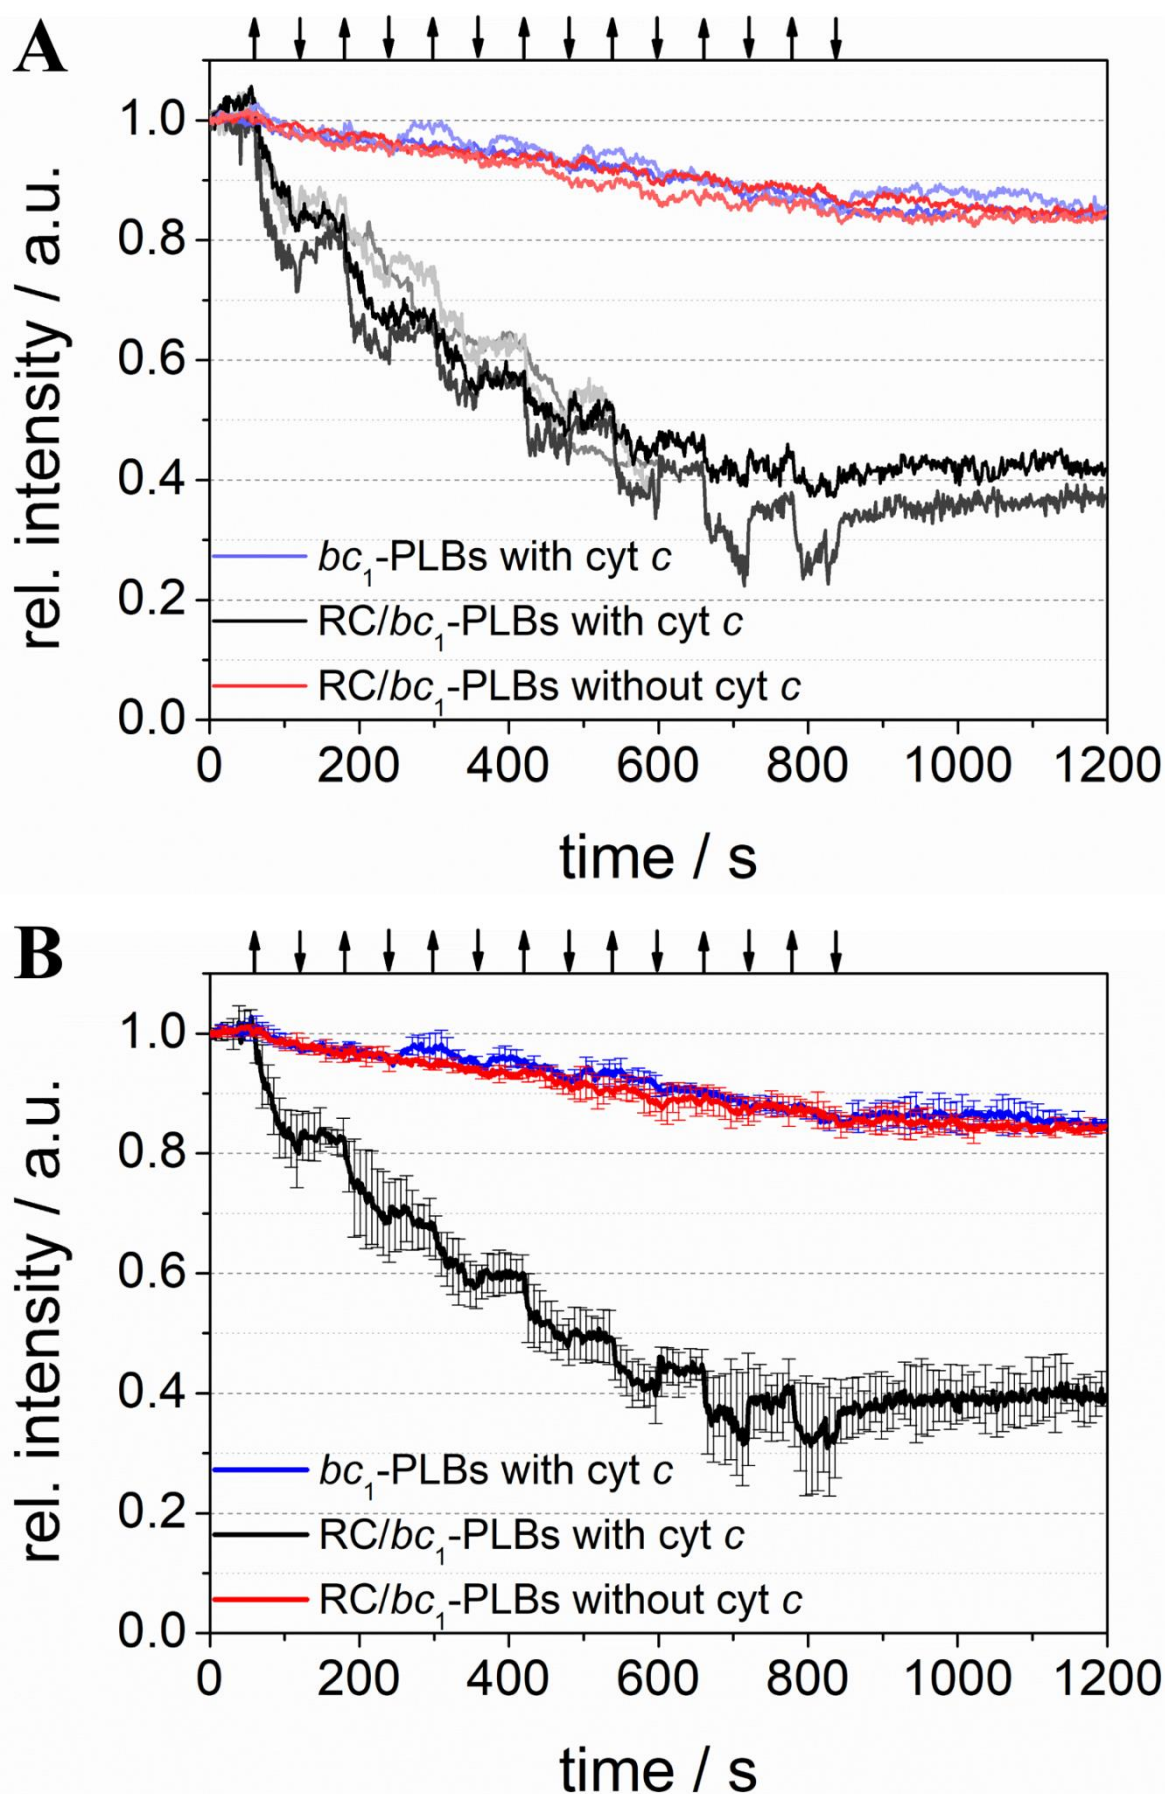 A
rel. intensity / a.u.
1.0
0.8
0.6
0.4
0.2
0.0
bc₁-PLBs with cyt c
RC/bc₁-PLBs with cyt c
RC/bc₁-PLBs without cyt c
0 200 400 600 800 1000 1200
time / s
B
rel. intensity / a.u.
1.0
0.8
0.6
0.4
0.2
0.0
bc₁-PLBs with cyt c
RC/bc₁-PLBs with cyt c
RC/bc₁-PLBs without cyt c
0 200 400 600 800 1000 1200
time / s